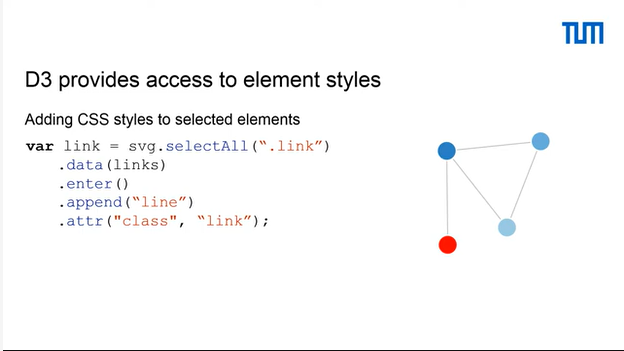 TUM
D3 provides access to element styles
Adding CSS styles to selected elements
var link = svg.selectAll(“.link”)
.data(links)
.enter()
.append(“line”)
.attr("class", “link”);